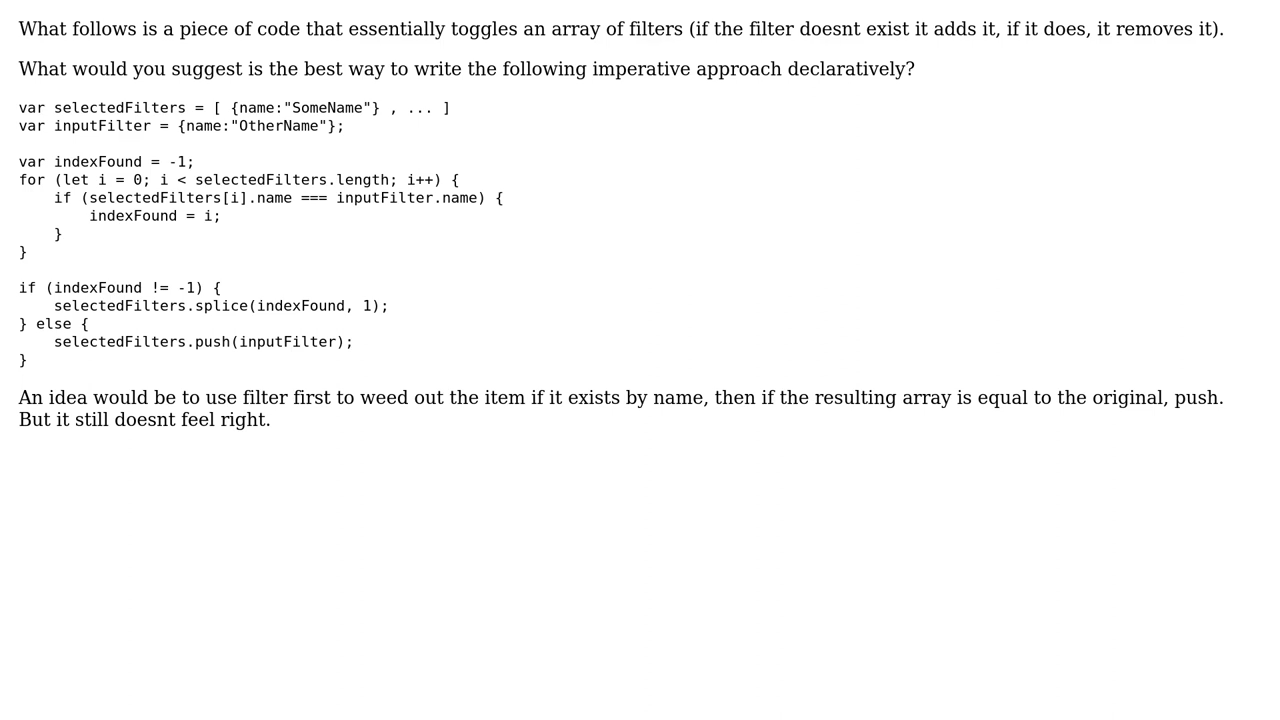 What follows is a piece of code that essentially toggles an array of filters (if the filter doesnt exist it adds it, if it does, it removes it).
What would you suggest is the best way to write the following imperative approach declaratively?
var selectedFilters = [ {name:"SomeName"} , ... ]
var inputFilter = {name:"OtherName"};
var indexFound = -1;
for (let i = 0; i < selectedFilters.length; i++) {
    if (selectedFilters[i].name === inputFilter.name) {
        indexFound = i;
    }
}
if (indexFound != -1) {
    selectedFilters.splice(indexFound, 1);
} else {
    selectedFilters.push(inputFilter);
}
An idea would be to use filter first to weed out the item if it exists by name, then if the resulting array is equal to the original, push.
But it still doesnt feel right.